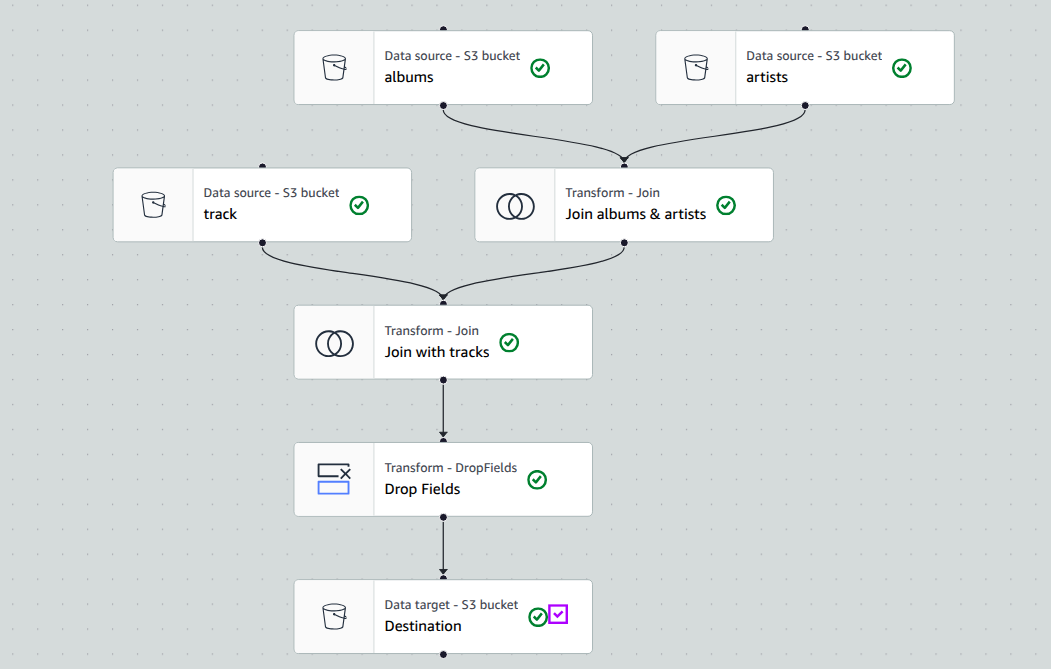 Data source - S3 bucket
albums
Data source - S3 bucket
artists
Data source - S3 bucket
track
Transform - Join
Join albums & artists
Transform - Join
Join with tracks
Transform - DropFields
Drop Fields
Data target - S3 bucket
Destination